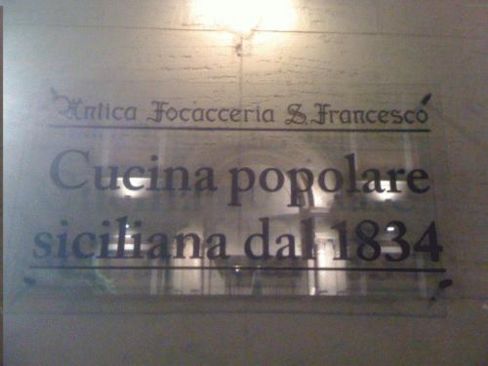 Antica Focacceria S. Francesco
Cucina popolare
siciliana dal 1834